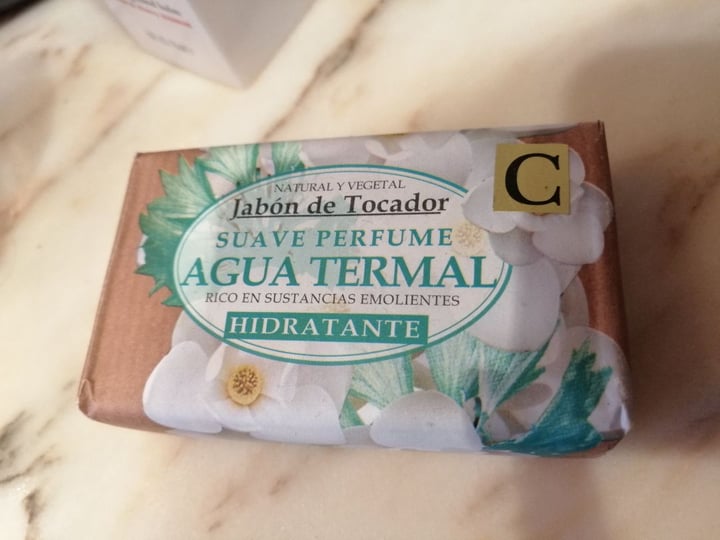 NATURAL Y VEGETAL
Jabón de Tocador
SUAVE PERFUME
AGUA TERMAL
RICO EN SUSTANCIAS EMOLIENTES
HIDRATANTE
C